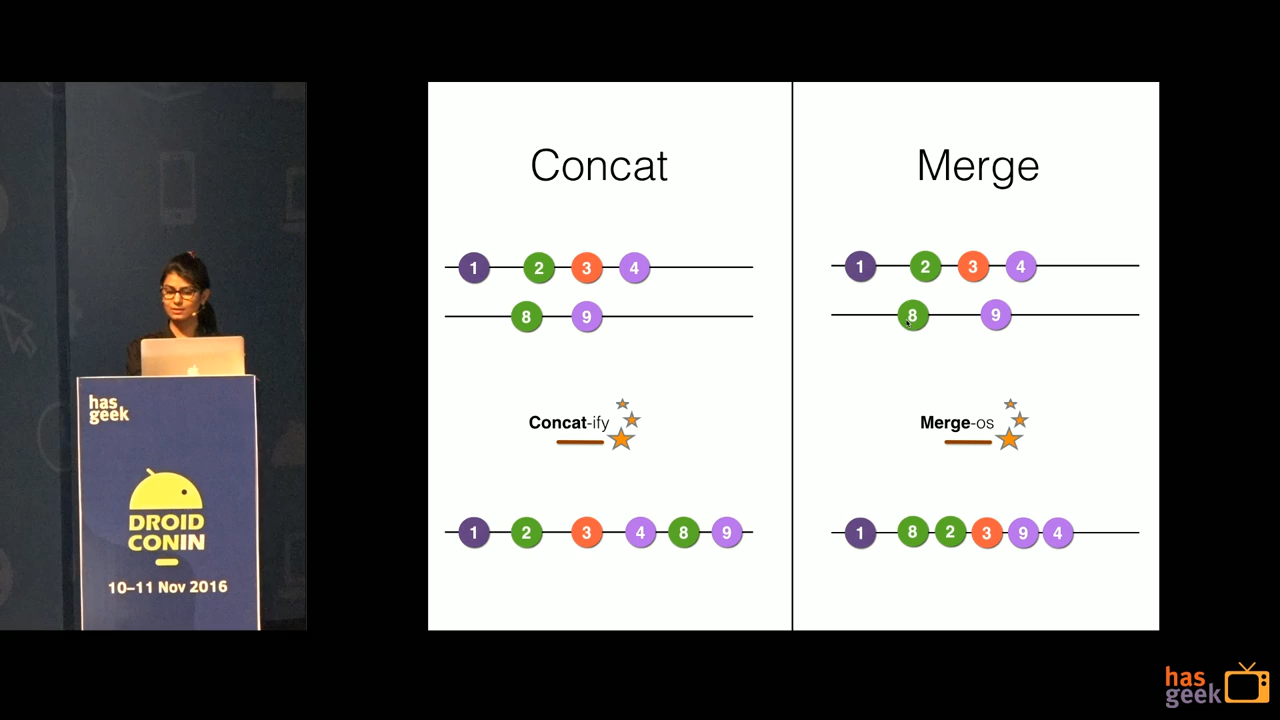 has
geek
DROID
CONIN
10–11 Nov 2016
Concat
1 2 3 4
8 9
Concat-ify
1 2 3 4 8 9
Merge
1 2 3 4
8 9
Merge-os
1 8 2 3 9 4
has
geek